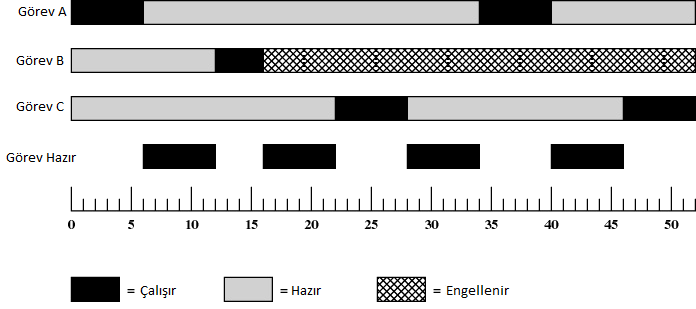 Görev A
Görev B
Görev C
Görev Hazır
0 5 10 15 20 25 30 35 40 45 50
= Çalışır = Hazır = Engellenir